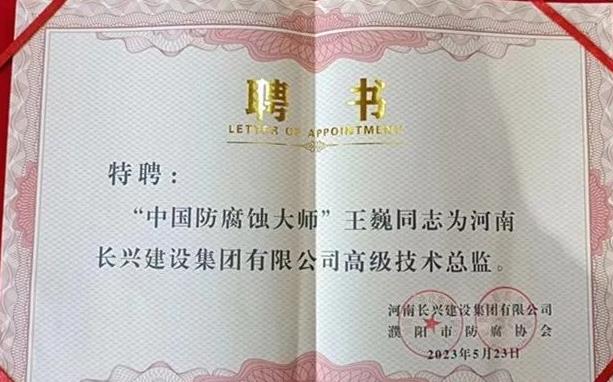 聘 书
LETTER OF APPOINTMENT
特聘：
“中国防腐蚀大师”王巍同志为河南
长兴建设集团有限公司高级技术总监。
河南长兴建设集团有限公司
濮阳市防腐协会
2023年5月23日